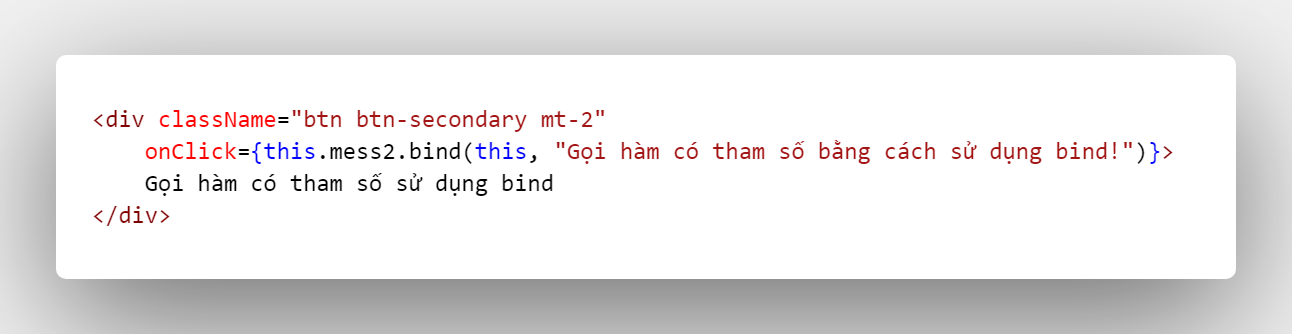 <div className="btn btn-secondary mt-2"
    onClick={this.mess2.bind(this, "Gọi hàm có tham số bằng cách sử dụng bind!")}>
    Gọi hàm có tham số sử dụng bind
</div>